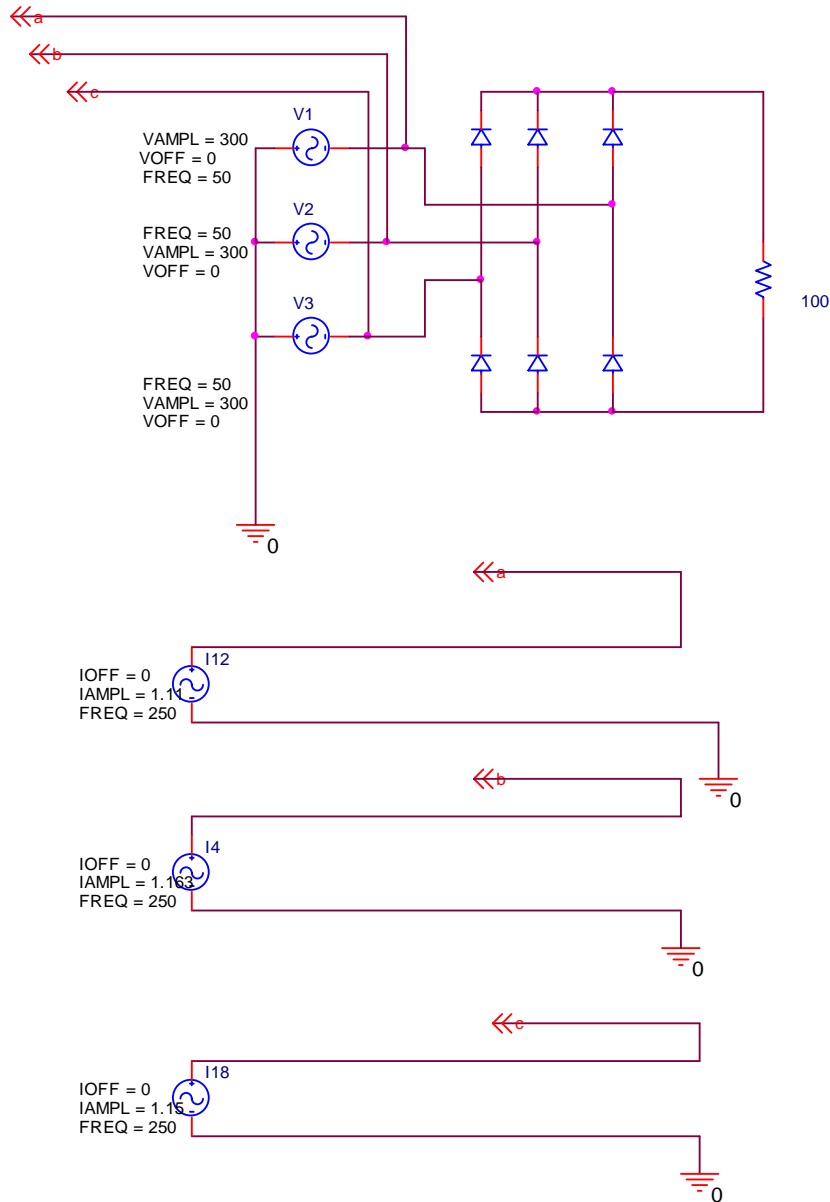 a
b
c
V1
VAMPL = 300
VOFF = 0
FREQ = 50
V2
FREQ = 50
VAMPL = 300
VOFF = 0
V3
100
FREQ = 50
VAMPL = 300
VOFF = 0
0
a
I12
IOFF = 0
IAMPL = 1.11
FREQ = 250
b
0
I4
IOFF = 0
IAMPL = 1.163
FREQ = 250
0
c
I18
IOFF = 0
IAMPL = 1.15
FREQ = 250
0